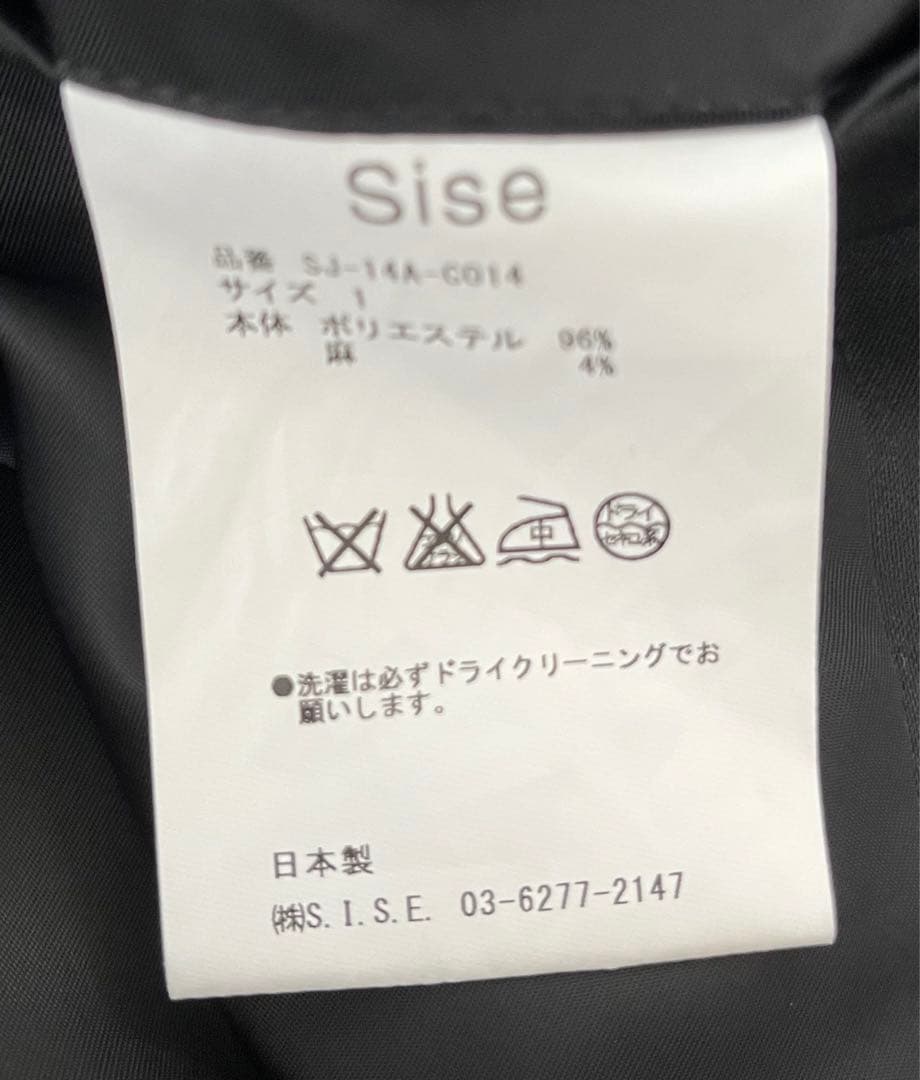 Sise
品番 SJ-14A-CO14
サイズ 1
本体 ポリエステル 96%
麻 4%
中
ドライ
セキユ系
●洗濯は必ずドライクリーニングでお
願いします。
日本製
㈱S.I.S.E. 03-6277-2147